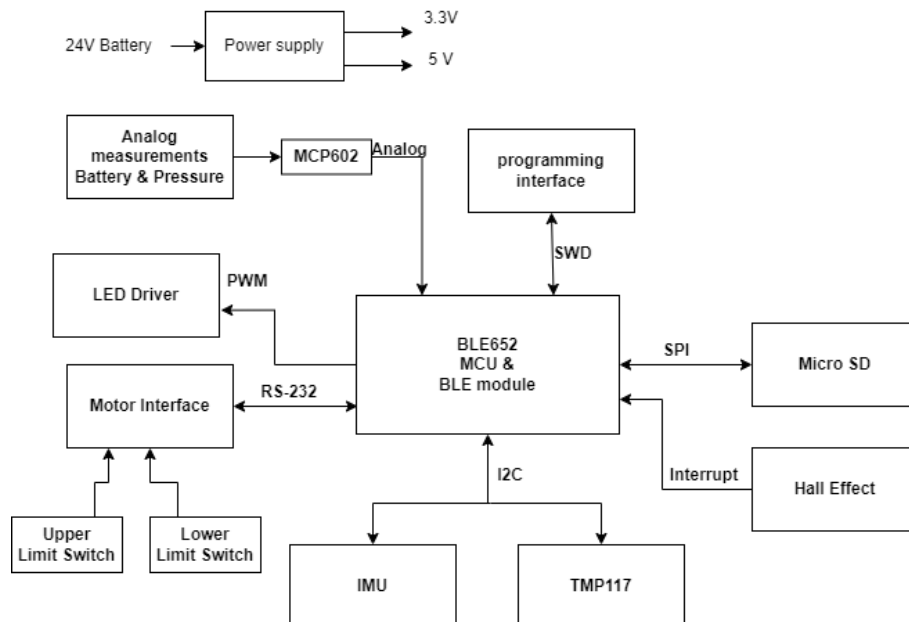 3.3V
24V Battery
Power supply
5 V
Analog
measurements
Battery & Pressure
MCP602
Analog
programming
interface
SWD
LED Driver
PWM
BLE652
MCU &
BLE module
SPI
Micro SD
Motor Interface
RS-232
Interrupt
Hall Effect
I2C
Upper
Limit Switch
Lower
Limit Switch
IMU
TMP117